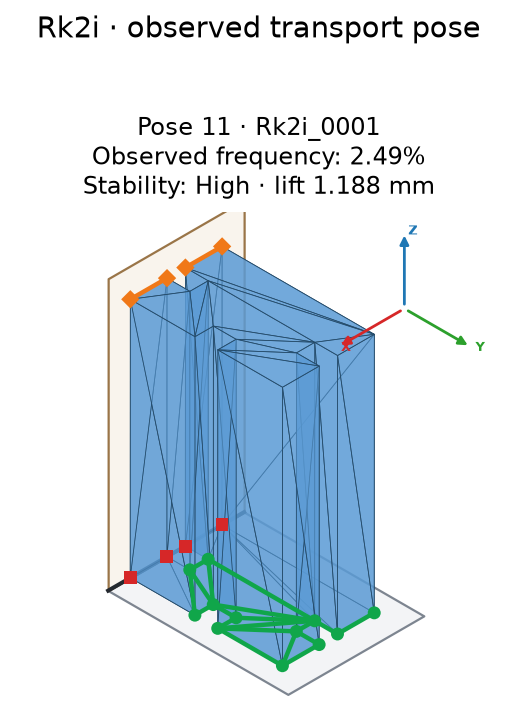 Rk2i · observed transport pose
Pose 11 · Rk2i_0001
Observed frequency: 2.49%
Stability: High · lift 1.188 mm
Z
X
Y